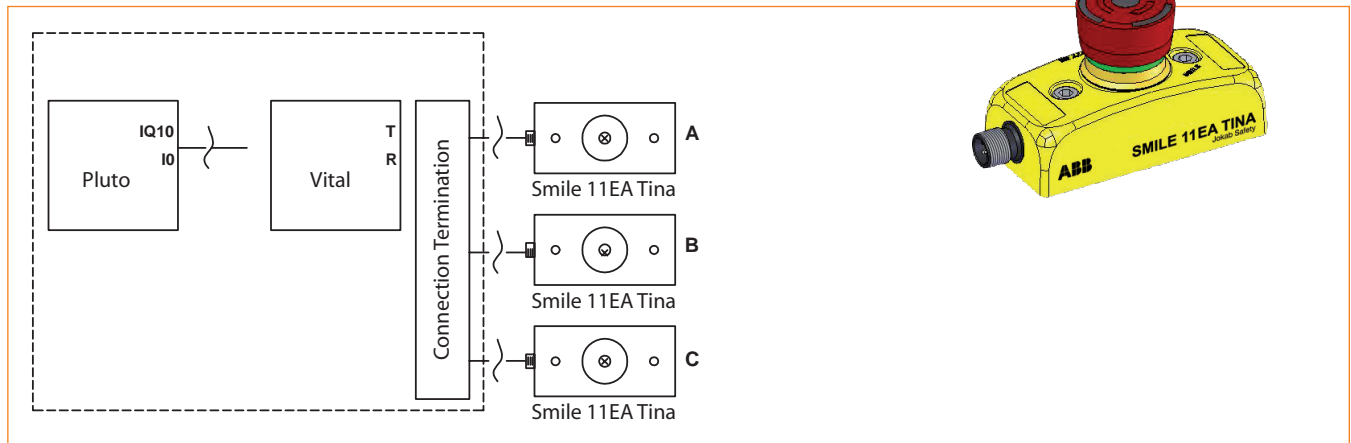 IQ10
I0
Pluto
T
R
Vital
Connection Termination
A
Smile 11EA Tina
B
Smile 11EA Tina
C
Smile 11EA Tina
ABB
SMILE 11EA TINA
Jokab Safety